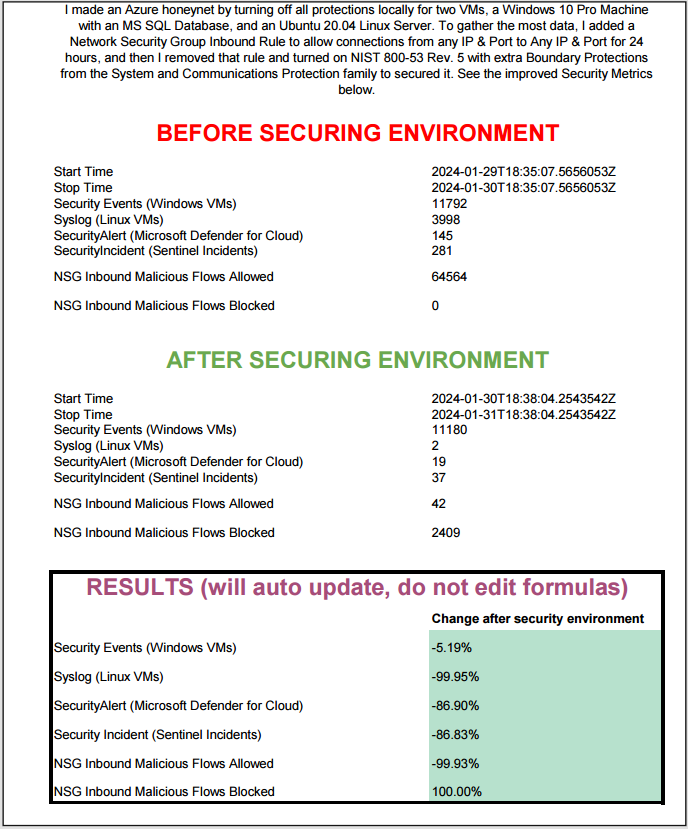 I made an Azure honeynet by turning off all protections locally for two VMs, a Windows 10 Pro Machine
with an MS SQL Database, and an Ubuntu 20.04 Linux Server. To gather the most data, I added a
Network Security Group Inbound Rule to allow connections from any IP & Port to Any IP & Port for 24
hours, and then I removed that rule and turned on NIST 800-53 Rev. 5 with extra Boundary Protections
from the System and Communications Protection family to secured it. See the improved Security Metrics
below.
BEFORE SECURING ENVIRONMENT
Start Time 2024-01-29T18:35:07.5656053Z
Stop Time 2024-01-30T18:35:07.5656053Z
Security Events (Windows VMs) 11792
Syslog (Linux VMs) 3998
SecurityAlert (Microsoft Defender for Cloud) 145
SecurityIncident (Sentinel Incidents) 281
NSG Inbound Malicious Flows Allowed 64564
NSG Inbound Malicious Flows Blocked 0
AFTER SECURING ENVIRONMENT
Start Time 2024-01-30T18:38:04.2543542Z
Stop Time 2024-01-31T18:38:04.2543542Z
Security Events (Windows VMs) 11180
Syslog (Linux VMs) 2
SecurityAlert (Microsoft Defender for Cloud) 19
SecurityIncident (Sentinel Incidents) 37
NSG Inbound Malicious Flows Allowed 42
NSG Inbound Malicious Flows Blocked 2409
RESULTS (will auto update, do not edit formulas)
Change after security environment
Security Events (Windows VMs) -5.19%
Syslog (Linux VMs) -99.95%
SecurityAlert (Microsoft Defender for Cloud) -86.90%
Security Incident (Sentinel Incidents) -86.83%
NSG Inbound Malicious Flows Allowed -99.93%
NSG Inbound Malicious Flows Blocked 100.00%